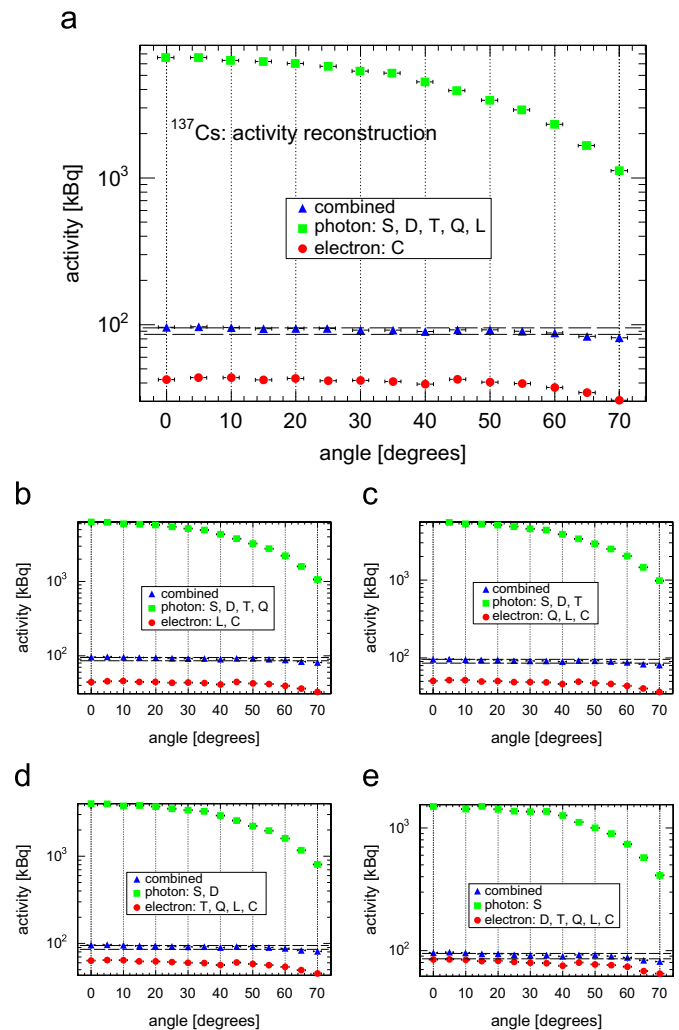 a
activity [kBq]
10³
10²
¹³⁷Cs: activity reconstruction
combined
photon: S, D, T, Q, L
electron: C
0 10 20 30 40 50 60 70
angle [degrees]
b
activity [kBq]
10³
10²
combined
photon: S, D, T, Q
electron: L, C
0 10 20 30 40 50 60 70
angle [degrees]
c
activity [kBq]
10³
10²
combined
photon: S, D, T
electron: Q, L, C
0 10 20 30 40 50 60 70
angle [degrees]
d
activity [kBq]
10³
10²
combined
photon: S, D
electron: T, Q, L, C
0 10 20 30 40 50 60 70
angle [degrees]
e
activity [kBq]
10³
10²
combined
photon: S
electron: D, T, Q, L, C
0 10 20 30 40 50 60 70
angle [degrees]